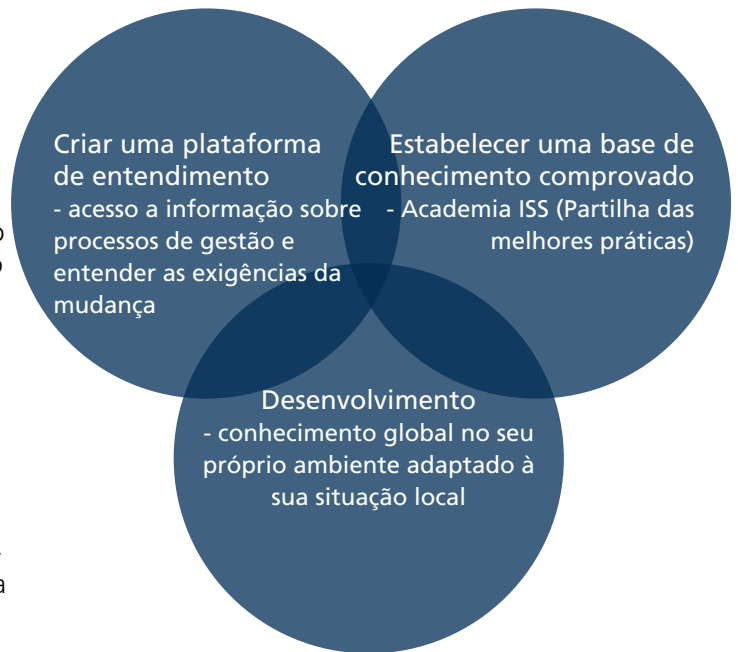 Criar uma plataforma
de entendimento
- acesso a informação sobre
processos de gestão e
entender as exigências da
mudança
Estabelecer uma base de
conhecimento comprovado
- Academia ISS (Partilha das
melhores práticas)
Desenvolvimento
- conhecimento global no seu
próprio ambiente adaptado à
sua situação local